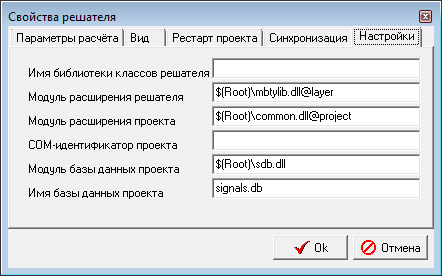 Свойства решателя
Параметры расчёта Вид Рестарт проекта Синхронизация Настройки
Имя библиотеки классов решателя
Модуль расширения решателя $(Root)\mbtylib.dll@layer
Модуль расширения проекта $(Root)\common.dll@project
COM-идентификатор проекта
Модуль базы данных проекта $(Root)\sdb.dll
Имя базы данных проекта signals.db
Ok Отмена